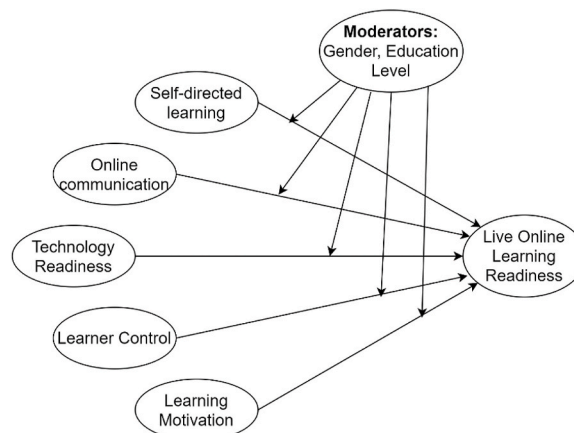 Moderators:
Gender, Education
Level
Self-directed
learning
Online
communication
Technology
Readiness
Live Online
Learning
Readiness
Learner Control
Learning
Motivation